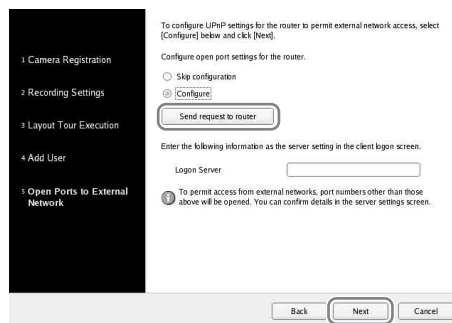 To configure UPnP settings for the router to permit external network access, select
[Configure] below and click [Next].
1 Camera Registration
Configure open port settings for the router.
Skip configuration
2 Recording Settings
Configure
Send request to router
3 Layout Tour Execution
Enter the following information as the server setting in the client logon screen.
4 Add User
Logon Server
5 Open Ports to External
Network
To permit access from external networks, port numbers other than those
above will be opened. You can confirm details in the server settings screen.
Back
Next
Cancel